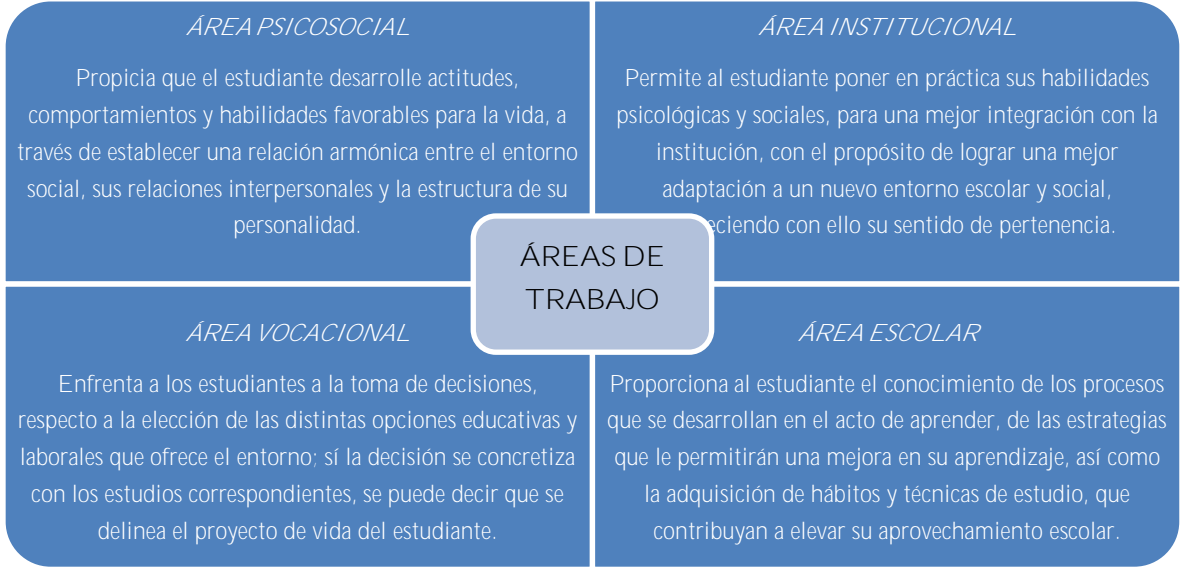 ÁREA PSICOSOCIAL
Propicia que el estudiante desarrolle actitudes,
comportamientos y habilidades favorables para la vida, a
través de establecer una relación armónica entre el entorno
social, sus relaciones interpersonales y la estructura de su
personalidad.
ÁREA INSTITUCIONAL
Permite al estudiante poner en práctica sus habilidades
psicológicas y sociales, para una mejor integración con la
institución, con el propósito de lograr una mejor
adaptación a un nuevo entorno escolar y social,
eciendo con ello su sentido de pertenencia.
ÁREAS DE
TRABAJO
ÁREA VOCACIONAL
Enfrenta a los estudiantes a la toma de decisiones,
respecto a la elección de las distintas opciones educativas y
laborales que ofrece el entorno; sí la decisión se concretiza
con los estudios correspondientes, se puede decir que se
delinea el proyecto de vida del estudiante.
ÁREA ESCOLAR
Proporciona al estudiante el conocimiento de los procesos
que se desarrollan en el acto de aprender, de las estrategias
que le permitirán una mejora en su aprendizaje, así como
la adquisición de hábitos y técnicas de estudio, que
contribuyan a elevar su aprovechamiento escolar.